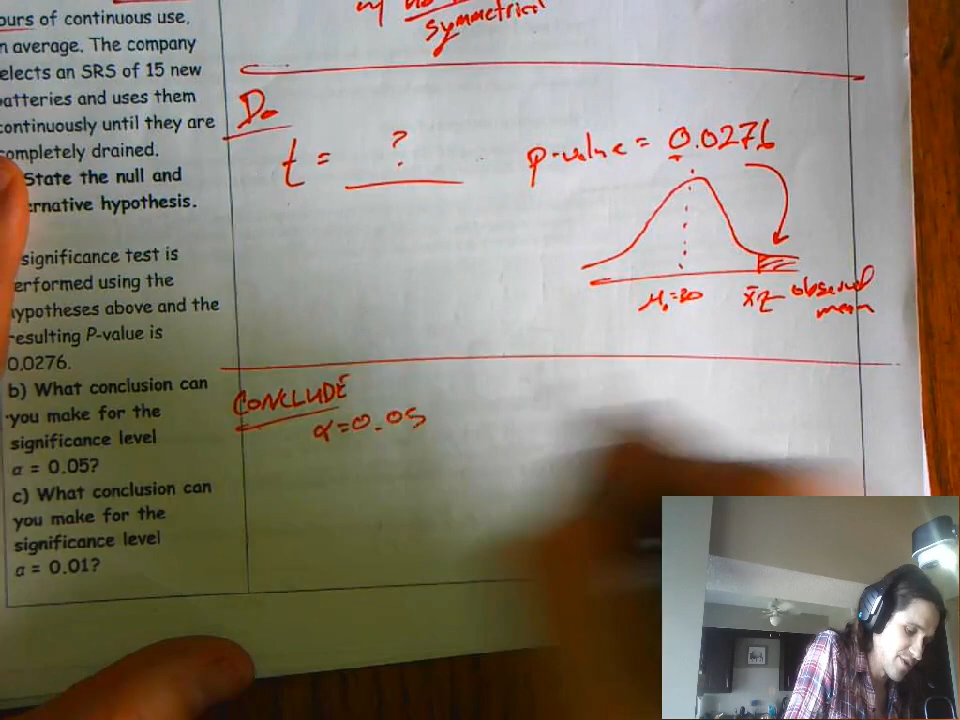 ours of continuous use,
n average. The company
elects an SRS of 15 new
atteries and uses them
continuously until they are
ompletely drained.
State the null and
ernative hypothesis.
significance test is
erformed using the
ypotheses above and the
esulting P-value is
0.0276.
b) What conclusion can
you make for the
significance level
α = 0.05?
c) What conclusion can
you make for the
significance level
α = 0.01?
symmetrical
Do
t = ?
p-value = 0.0276
μ₀=30
x̄ observed
mean
CONCLUDE
α=0.05